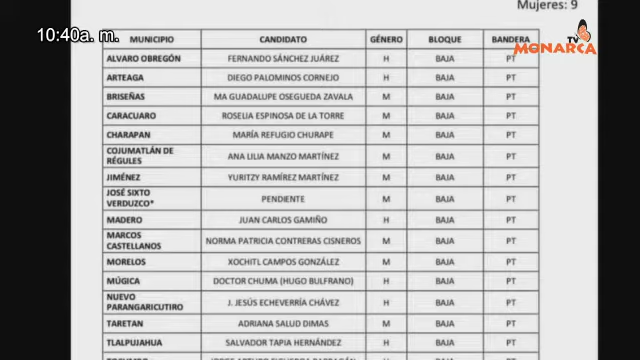 Mujeres: 9
10:40a. m.
TV
MONARCA
MUNICIPIO CANDIDATO GÉNERO BLOQUE BANDERA
ALVARO OBREGÓN FERNANDO SÁNCHEZ JUÁREZ H BAJA PT
ARTEAGA DIEGO PALOMINOS CORNEJO H BAJA PT
BRISEÑAS MA GUADALUPE OSEGUEDA ZAVALA M BAJA PT
CARACUARO ROSELIA ESPINOSA DE LA TORRE M BAJA PT
CHARAPAN MARÍA REFUGIO CHURAPE M BAJA PT
COJUMATLÁN DE
RÉGULES ANA LILIA MANZO MARTÍNEZ M BAJA PT
JIMÉNEZ YURITZY RAMÍREZ MARTÍNEZ M BAJA PT
JOSÉ SIXTO
VERDUZCO* PENDIENTE M BAJA PT
MADERO JUAN CARLOS GAMIÑO H BAJA PT
MARCOS
CASTELLANOS NORMA PATRICIA CONTRERAS CISNEROS M BAJA PT
MORELOS XOCHITL CAMPOS GONZÁLEZ M BAJA PT
MÚGICA DOCTOR CHUMA (HUGO BULFRANO) H BAJA PT
NUEVO
PARANGARICUTIRO J. JESÚS ECHEVERRÍA CHÁVEZ H BAJA PT
TARETAN ADRIANA SALUD DIMAS M BAJA PT
TLALPUJAHUA SALVADOR TAPIA HERNÁNDEZ H BAJA PT